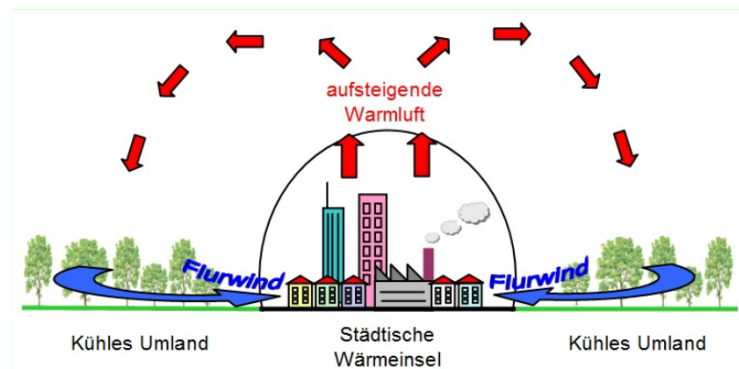 aufsteigende
Warmluft
Flurwind
Flurwind
Kühles Umland
Städtische
Wärmeinsel
Kühles Umland